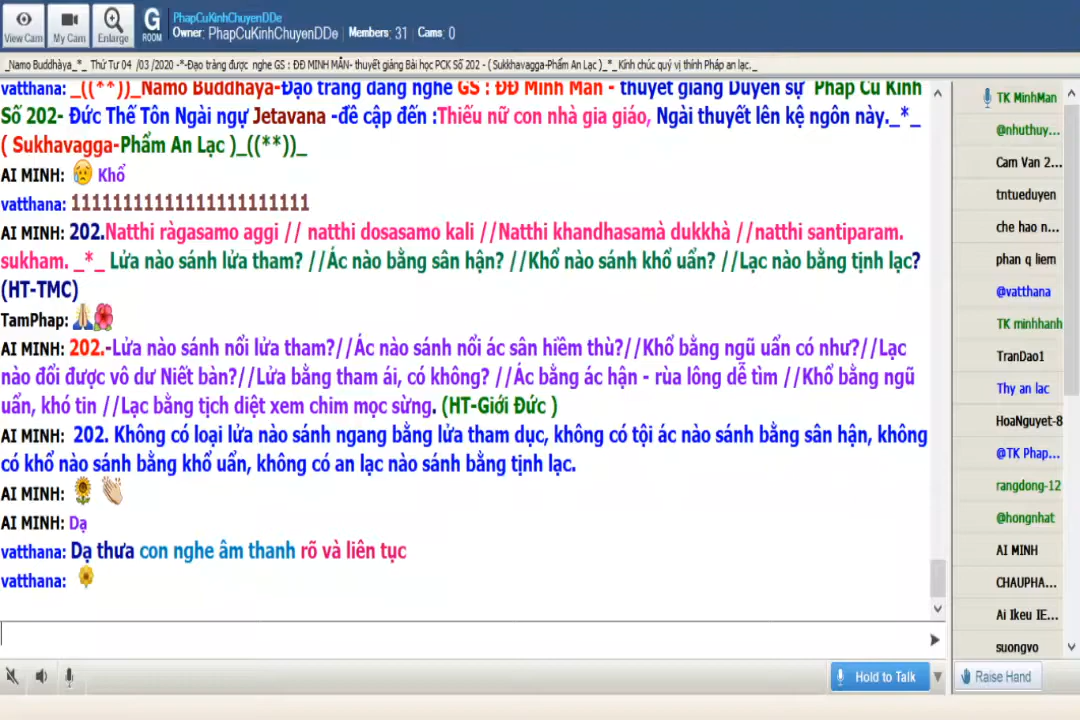 View Cam
My Cam
Enlarge
G
ROOM
PhapCuKinhChuyenDDe
Owner: PhapCuKinhChuyenDDe Members: 31 Cams: 0
_Namo Buddhàya_*_ Thứ Tư 04 /03 /2020 -*-Đạo tràng được nghe GS : ĐĐ MINH MẪN- thuyết giảng Bài học PCK Số 202 - ( Sukkhavagga-Phẩm An Lạc )_*_ Kính chúc quý vị thính Pháp an lạc._
vatthana: _((**))_Namo Buddhaya-Đạo tràng đang nghe GS : ĐĐ Minh Mẫn - thuyết giảng Duyên sự Pháp Cú Kinh
Số 202- Đức Thế Tôn Ngài ngự Jetavana -đề cập đến :Thiếu nữ con nhà gia giáo, Ngài thuyết lên kệ ngôn này._*_
( Sukhavagga-Phẩm An Lạc )_((**))_
AI MINH: Khổ
vatthana: 11111111111111111111111
AI MINH: 202.Natthi ràgasamo aggi // natthi dosasamo kali //Natthi khandhasamà dukkhà //natthi santiparam.
sukham. _*_ Lửa nào sánh lửa tham? //Ác nào bằng sân hận? //Khổ nào sánh khổ uẩn? //Lạc nào bằng tịnh lạc?
(HT-TMC)
TamPhap:
AI MINH: 202.-Lửa nào sánh nổi lửa tham?//Ác nào sánh nổi ác sân hiềm thù?//Khổ bằng ngũ uẩn có như?//Lạc
nào đổi được vô dư Niết bàn?//Lửa bằng tham ái, có không? //Ác bằng ác hận - rùa lông dễ tìm //Khổ bằng ngũ
uẩn, khó tin //Lạc bằng tịch diệt xem chim mọc sừng. (HT-Giới Đức )
AI MINH: 202. Không có loại lửa nào sánh ngang bằng lửa tham dục, không có tội ác nào sánh bằng sân hận, không
có khổ nào sánh bằng khổ uẩn, không có an lạc nào sánh bằng tịnh lạc.
AI MINH:
AI MINH: Dạ
vatthana: Dạ thưa con nghe âm thanh rõ và liên tục
vatthana:
TK MinhMan
@nhuthuy...
Cam Van 2...
tntueduyen
che hao n...
phan q liem
@vatthana
TK minhhanh
TranDao1
Thy an lac
HoaNguyet-8
@TK Phap...
rangdong-12
@hongnhat
AI MINH
CHAUPHA...
Ai Ikeu IE...
suongvo
Hold to Talk
Raise Hand